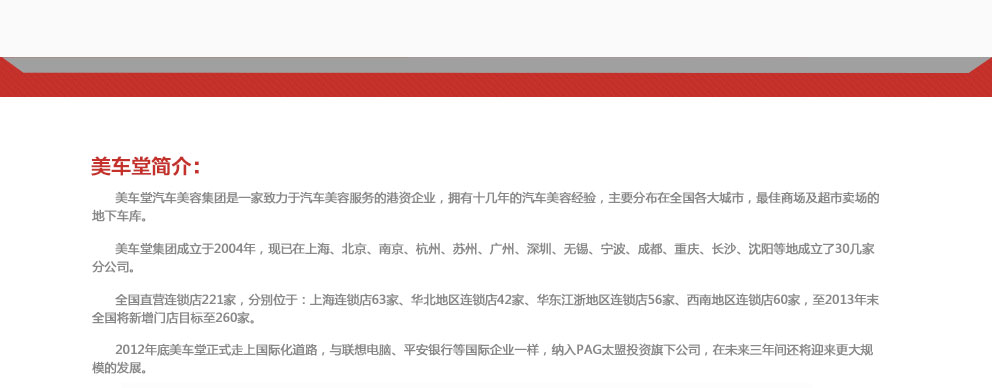 美车堂简介：
美车堂汽车美容集团是一家致力于汽车美容服务的港资企业，拥有十几年的汽车美容经验，主要分布在全国各大城市，最佳商场及超市卖场的
地下车库。
美车堂集团成立于2004年，现已在上海、北京、南京、杭州、苏州、广州、深圳、无锡、宁波、成都、重庆、长沙、沈阳等地成立了30几家
分公司。
全国直营连锁店221家，分别位于：上海连锁店63家、华北地区连锁店42家、华东江浙地区连锁店56家、西南地区连锁店60家，至2013年末
全国将新增门店目标至260家。
2012年底美车堂正式走上国际化道路，与联想电脑、平安银行等国际企业一样，纳入PAG太盟投资旗下公司，在未来三年间还将迎来更大规
模的发展。